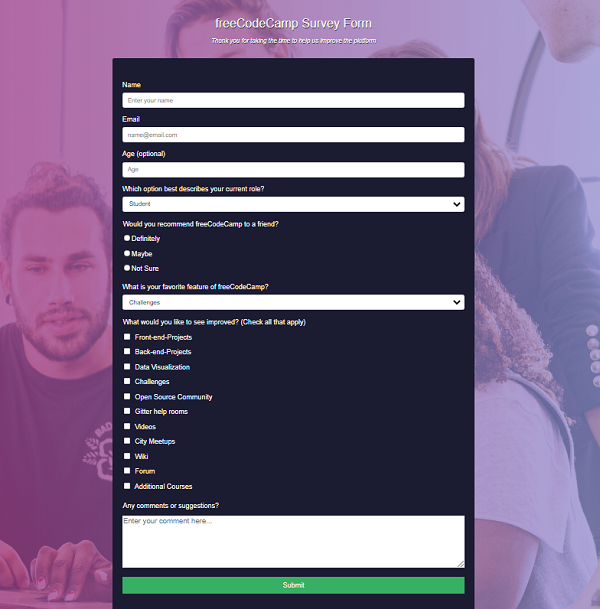 freeCodeCamp Survey Form
Thank you for taking the time to help us improve the platform
Name
Enter your name
Email
name@email.com
Age (optional)
Age
Which option best describes your current role?
Student
Would you recommend freeCodeCamp to a friend?
Definitely
Maybe
Not Sure
What is your favorite feature of freeCodeCamp?
Challenges
What would you like to see improved? (Check all that apply)
Front-end-Projects
Back-end-Projects
Data Visualization
Challenges
Open Source Community
Gitter help rooms
Videos
City Meetups
Wiki
Forum
Additional Courses
Any comments or suggestions?
Enter your comment here...
Submit